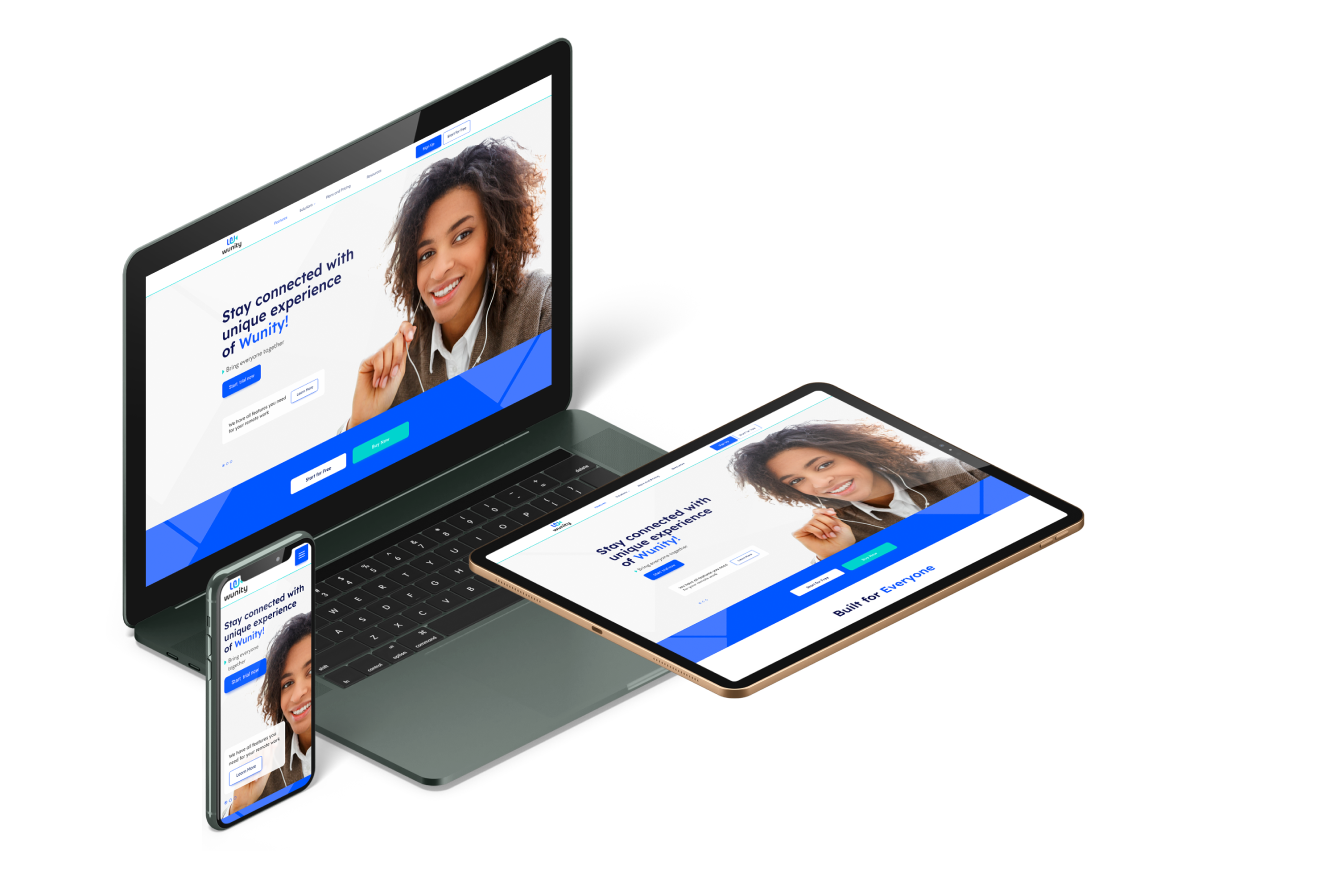 Sign Up
Start for Free
Features
Solutions
Plans and Pricing
Resources
wunity
Stay connected with
unique experience
of Wunity!
Bring everyone together
Start trial now
We have all features you need
for your remote work
Learn More
Start for Free
Buy Now
delete
control
option
command
wunity
Stay connected with
unique experience
of Wunity!
Bring everyone
together
Start trial now
We have all features you
need for your remote work
Learn More
wunity
Stay connected with
unique experience
of Wunity!
Bring everyone together
We have all features you need
for your remote work
Start for Free
Buy Now
Built for Everyone